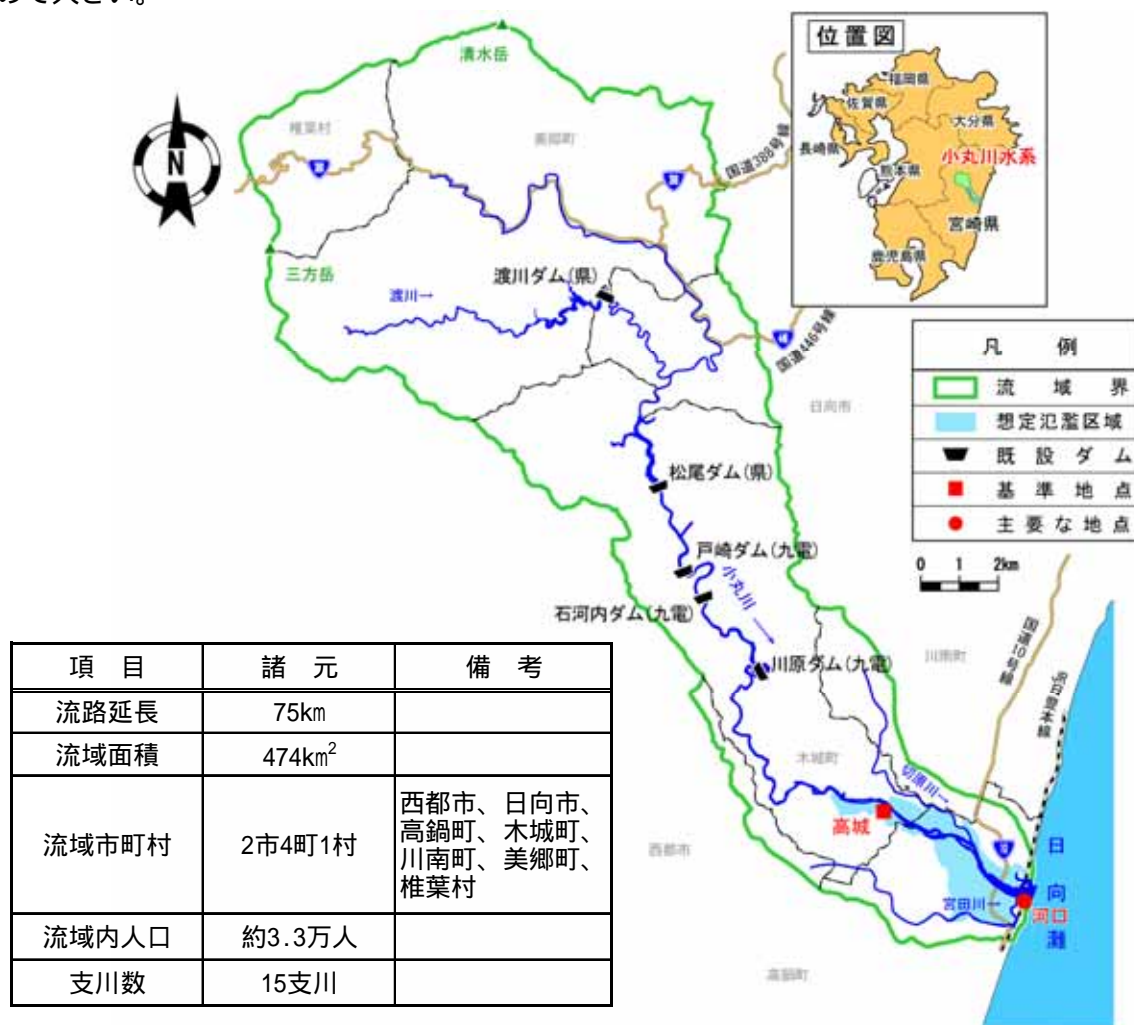 清水岳
椎葉村
美郷町
国道388号線
N
三方岳
渡川ダム(県)
渡川→
国道446号線
日向市
松尾ダム(県)
戸崎ダム(九電)
小丸川
石河内ダム(九電)
川原ダム(九電)
川南町
国道10号線
JR日豊本線
木城町
切原川→
高城
西都市
宮田川→
河口
日向灘
高鍋町
位置図
福岡県
佐賀県
大分県
長崎県
小丸川水系
熊本県
宮崎県
鹿児島県
凡 例
流 域 界
想定氾濫区域
既 設 ダ ム
基 準 地 点
主 要 な 地 点
0 1 2km
項 目 諸 元 備 考
流路延長 75km
流域面積 474km²
流域市町村 2市4町1村 西都市、日向市、
高鍋町、木城町、
川南町、美郷町、
椎葉村
流域内人口 約3.3万人
支川数 15支川